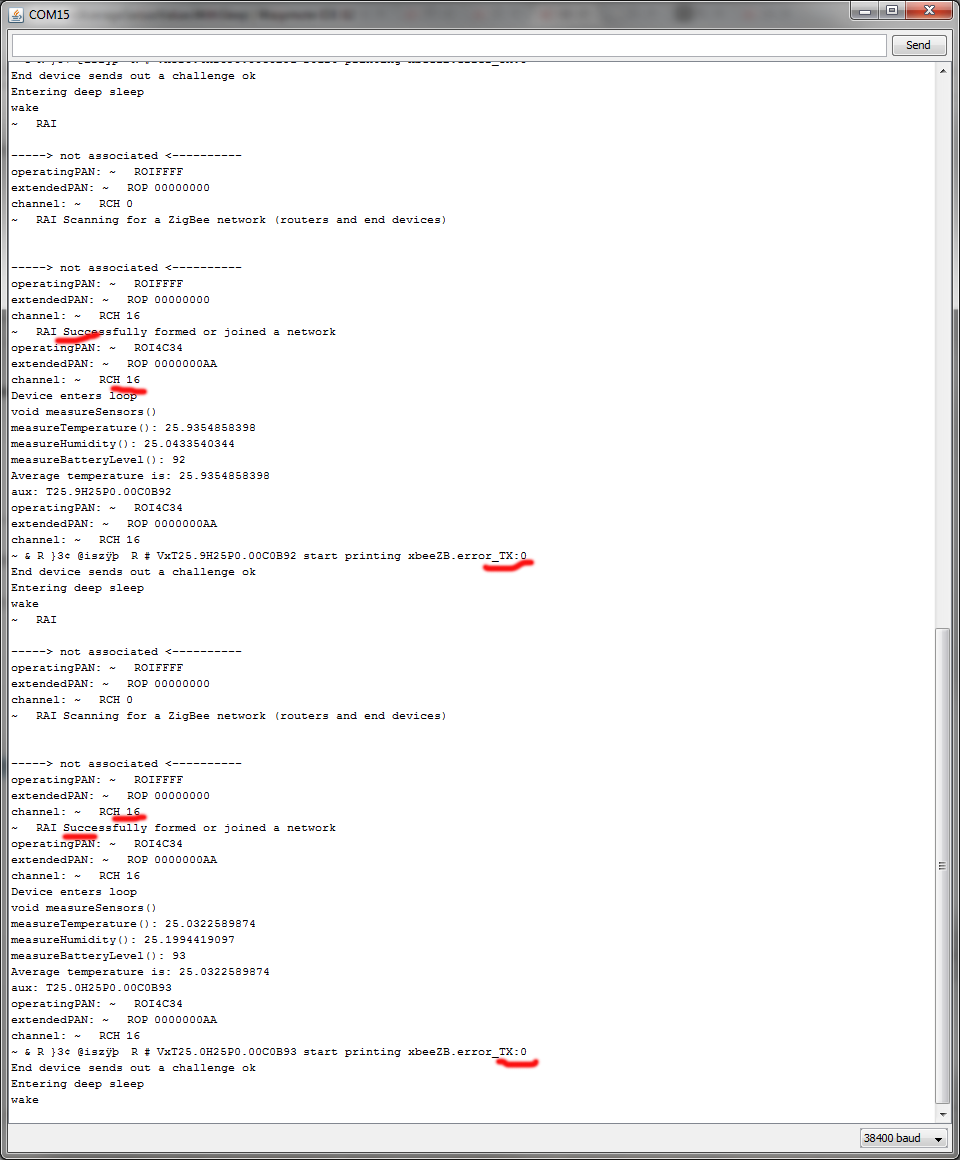 COM15
Send
End device sends out a challenge ok
Entering deep sleep
wake
~   RAI
-----> not associated <----------
operatingPAN: ~   ROIFFFF
extendedPAN: ~   ROP 00000000
channel: ~   RCH 0
~   RAI Scanning for a ZigBee network (routers and end devices)
-----> not associated <----------
operatingPAN: ~   ROIFFFF
extendedPAN: ~   ROP 00000000
channel: ~   RCH 16
~   RAI Successfully formed or joined a network
operatingPAN: ~   ROI4C34
extendedPAN: ~   ROP 0000000AA
channel: ~   RCH 16
Device enters loop
void measureSensors()
measureTemperature(): 25.9354858398
measureHumidity(): 25.0433540344
measureBatteryLevel(): 92
Average temperature is: 25.9354858398
aux: T25.9H25P0.00C0B92
operatingPAN: ~   ROI4C34
extendedPAN: ~   ROP 0000000AA
channel: ~   RCH 16
~ & R }3¢ @iszÿþ  R # VxT25.9H25P0.00C0B92 start printing xbeeZB.error_TX:0
End device sends out a challenge ok
Entering deep sleep
wake
~   RAI
-----> not associated <----------
operatingPAN: ~   ROIFFFF
extendedPAN: ~   ROP 00000000
channel: ~   RCH 0
~   RAI Scanning for a ZigBee network (routers and end devices)
-----> not associated <----------
operatingPAN: ~   ROIFFFF
extendedPAN: ~   ROP 00000000
channel: ~   RCH 16
~   RAI Successfully formed or joined a network
operatingPAN: ~   ROI4C34
extendedPAN: ~   ROP 0000000AA
channel: ~   RCH 16
Device enters loop
void measureSensors()
measureTemperature(): 25.0322589874
measureHumidity(): 25.1994419097
measureBatteryLevel(): 93
Average temperature is: 25.0322589874
aux: T25.0H25P0.00C0B93
operatingPAN: ~   ROI4C34
extendedPAN: ~   ROP 0000000AA
channel: ~   RCH 16
~ & R }3¢ @iszÿþ  R # VxT25.0H25P0.00C0B93 start printing xbeeZB.error_TX:0
End device sends out a challenge ok
Entering deep sleep
wake
38400 baud